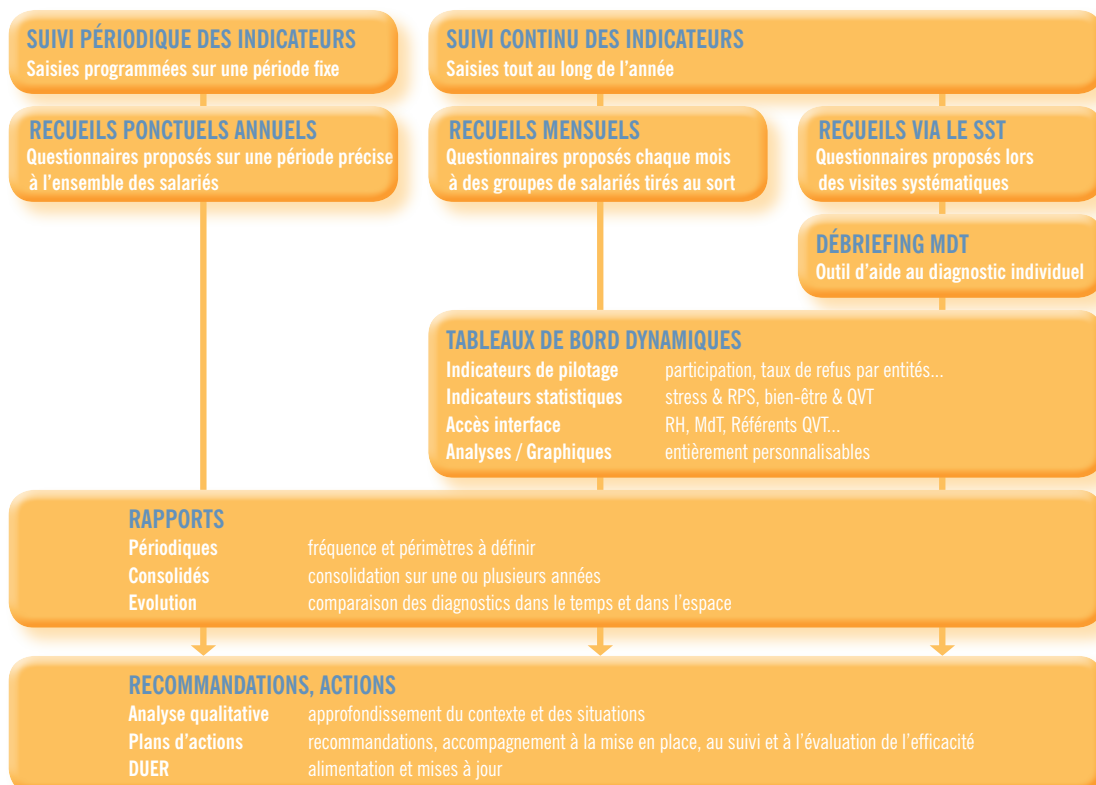 SUIVI PÉRIODIQUE DES INDICATEURS
Saisies programmées sur une période fixe
SUIVI CONTINU DES INDICATEURS
Saisies tout au long de l'année
RECUEILS PONCTUELS ANNUELS
Questionnaires proposés sur une période précise
à l'ensemble des salariés
RECUEILS MENSUELS
Questionnaires proposés chaque mois
à des groupes de salariés tirés au sort
RECUEILS VIA LE SST
Questionnaires proposés lors
des visites systématiques
DÉBRIEFING MDT
Outil d'aide au diagnostic individuel
TABLEAUX DE BORD DYNAMIQUES
Indicateurs de pilotage participation, taux de refus par entités...
Indicateurs statistiques stress & RPS, bien-être & QVT
Accès interface RH, MdT, Référents QVT...
Analyses / Graphiques entièrement personnalisables
RAPPORTS
Périodiques fréquence et périmètres à définir
Consolidés consolidation sur une ou plusieurs années
Evolution comparaison des diagnostics dans le temps et dans l'espace
RECOMMANDATIONS, ACTIONS
Analyse qualitative approfondissement du contexte et des situations
Plans d'actions recommandations, accompagnement à la mise en place, au suivi et à l'évaluation de l'efficacité
DUER alimentation et mises à jour